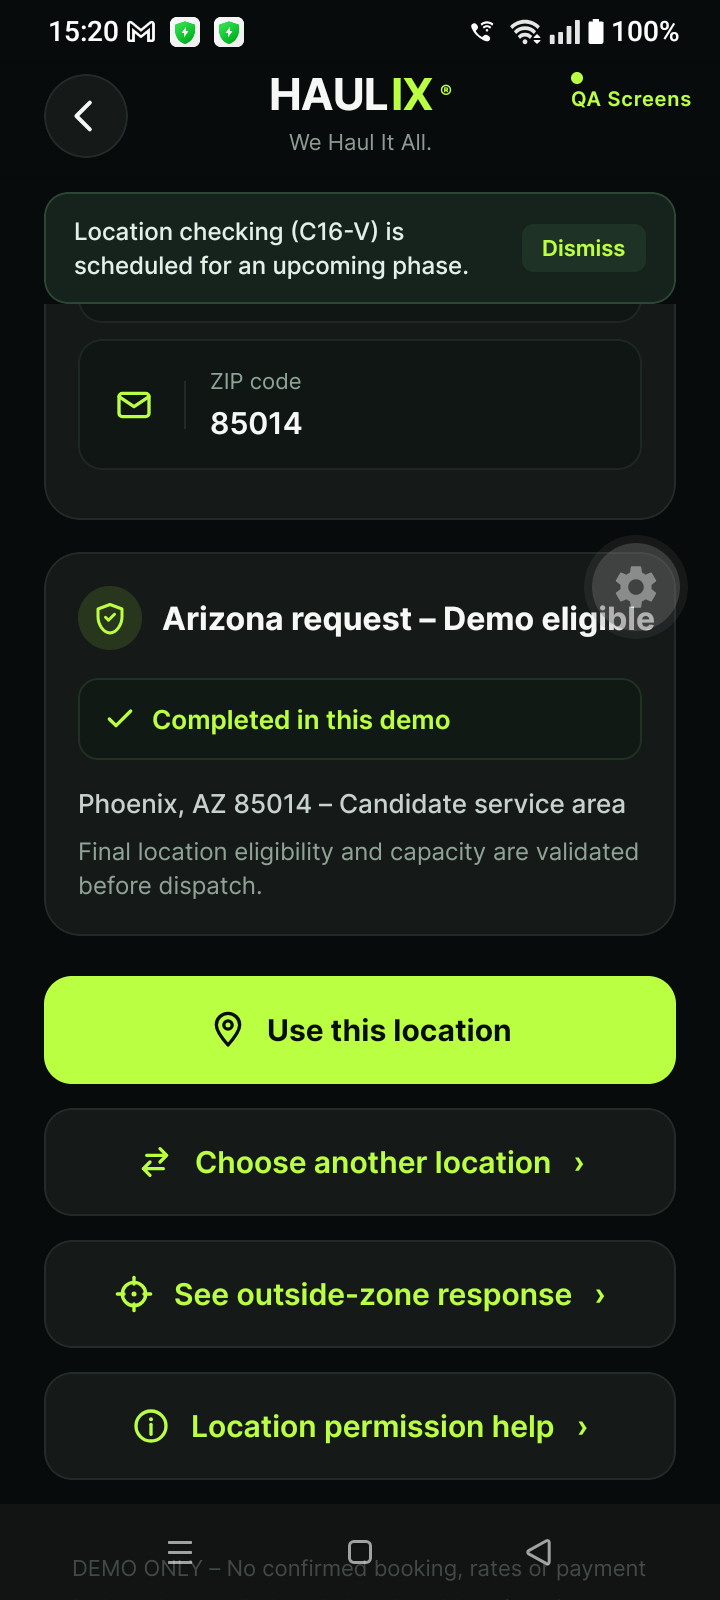 15:20
100%
HAULIX ®
QA Screens
We Haul It All.
Location checking (C16-V) is
scheduled for an upcoming phase.
Dismiss
ZIP code
85014
Arizona request – Demo eligible
Completed in this demo
Phoenix, AZ 85014 – Candidate service area
Final location eligibility and capacity are validated
before dispatch.
Use this location
Choose another location ›
See outside-zone response ›
Location permission help ›
DEMO ONLY – No confirmed booking, rates or payment